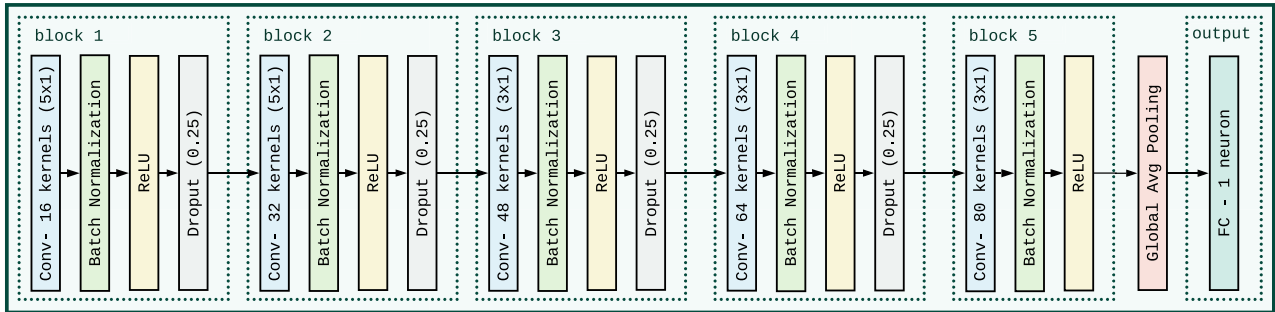 block 1
Conv- 16 kernels (5x1)
Batch Normalization
ReLU
Droput (0.25)
block 2
Conv- 32 kernels (5x1)
Batch Normalization
ReLU
Droput (0.25)
block 3
Conv- 48 kernels (3x1)
Batch Normalization
ReLU
Droput (0.25)
block 4
Conv- 64 kernels (3x1)
Batch Normalization
ReLU
Droput (0.25)
block 5
Conv- 80 kernels (3x1)
Batch Normalization
ReLU
Global Avg Pooling
output
FC - 1 neuron